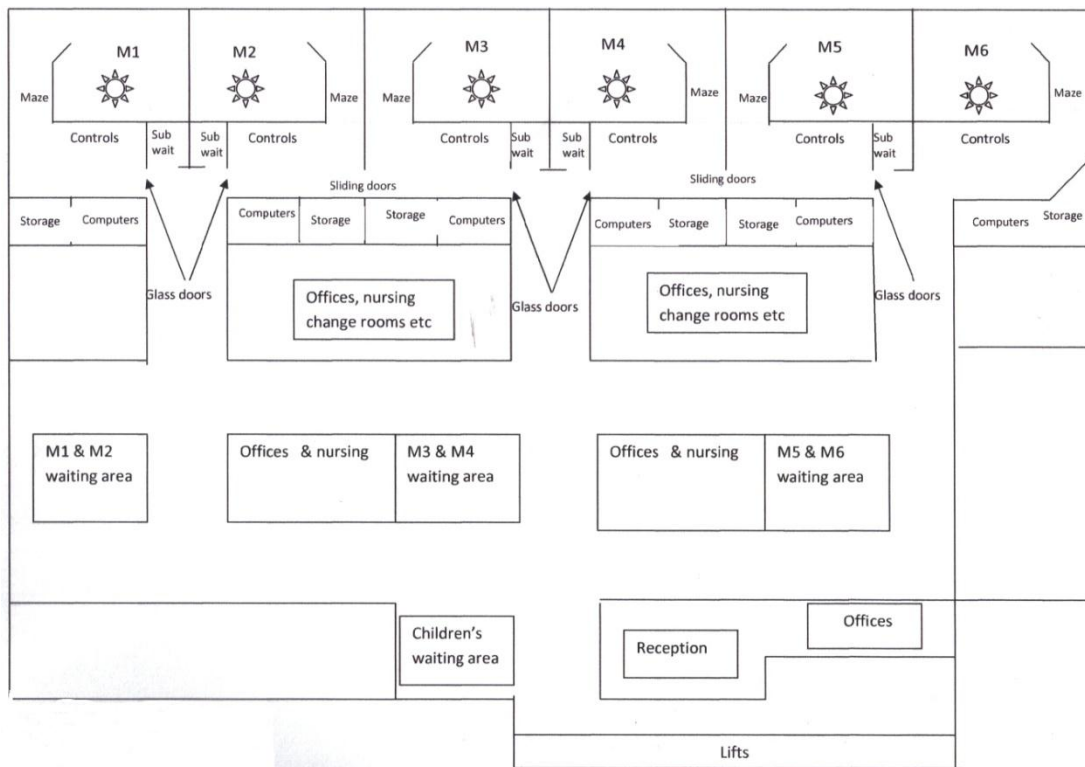 M1
M2
M3
M4
M5
M6
Maze
Maze
Maze
Maze
Maze
Maze
Controls
Sub
wait
Sub
wait
Controls
Controls
Sub
wait
Sub
wait
Controls
Controls
Sub
wait
Controls
Sliding doors
Sliding doors
Storage
Computers
Computers
Storage
Storage
Computers
Computers
Storage
Storage
Computers
Computers
Storage
Glass doors
Offices, nursing
change rooms etc
Glass doors
Offices, nursing
change rooms etc
Glass doors
M1 & M2
waiting area
Offices & nursing
M3 & M4
waiting area
Offices & nursing
M5 & M6
waiting area
Children's
waiting area
Reception
Offices
Lifts